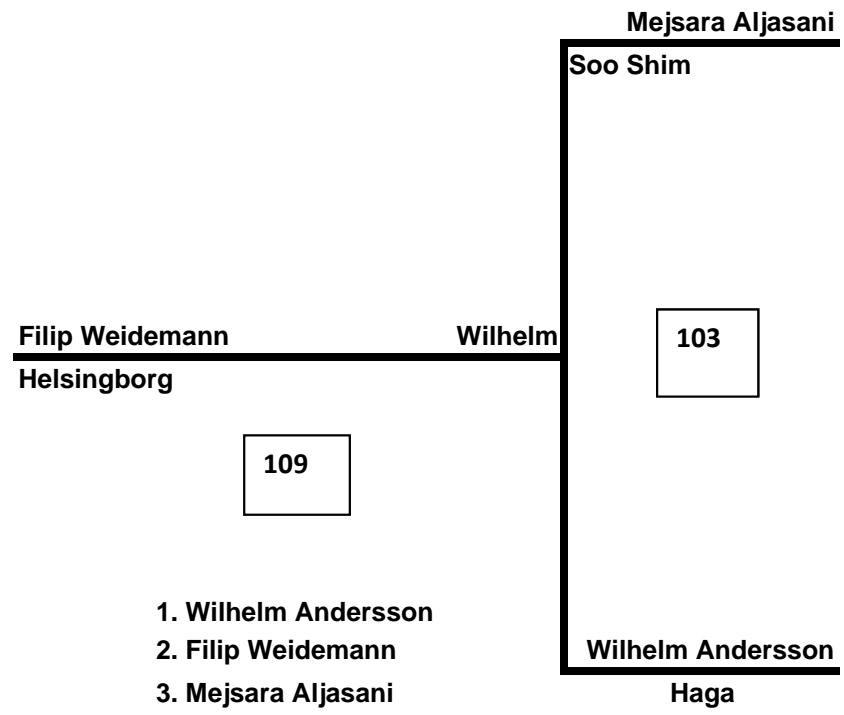 Mejsara Aljasani
Soo Shim
Filip Weidemann
Wilhelm
103
Helsingborg
109
1. Wilhelm Andersson
2. Filip Weidemann
Wilhelm Andersson
3. Mejsara Aljasani
Haga